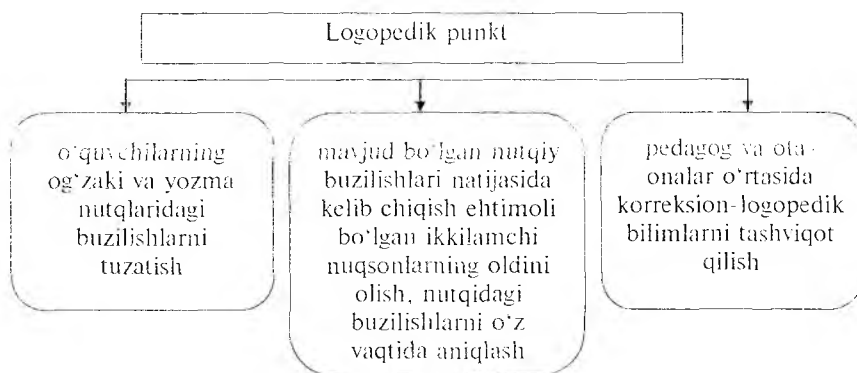 Logopedik punkt
o‘quvchilarning
og‘zaki va yozma
nutqlaridagi
buzilishlarni
tuzatish
mavjud bo‘lgan nutqiy
buzilishlari natijasida
kelib chiqish ehtimoli
bo‘lgan ikkilamchi
nuqsonlarning oldini
olish, nutqidagi
buzilishlarni o‘z
vaqtida aniqlash
pedagog va ota-
onalar o‘rtasida
korreksion-logopedik
bilimlarni tashviqot
qilish